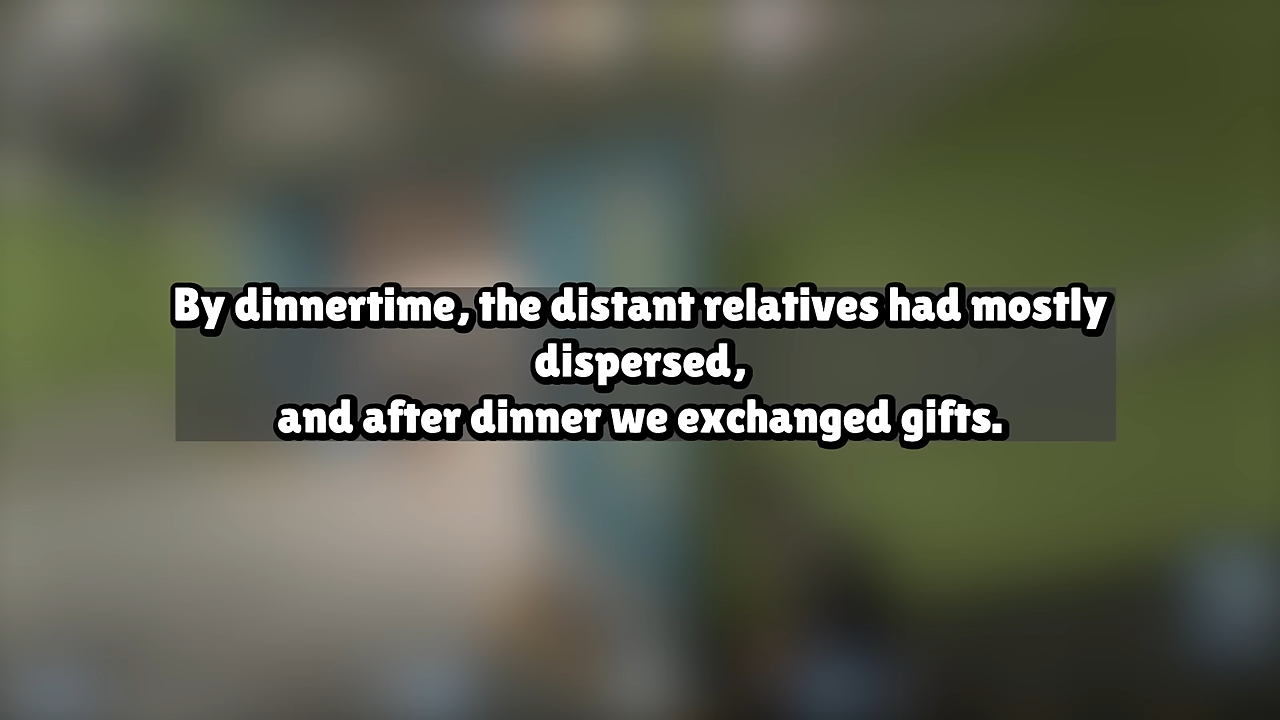 By dinnertime, the distant relatives had mostly
dispersed,
and after dinner we exchanged gifts.